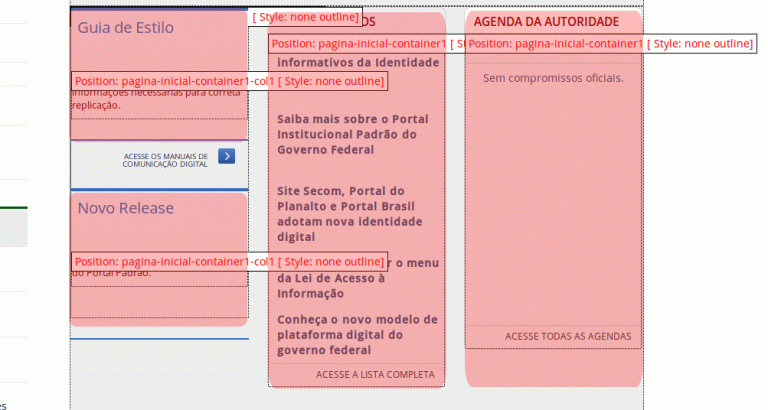 [ Style: none outline]
OS
AGENDA DA AUTORIDADE
Guia de Estilo
Position: pagina-inicial-container1 [ St
Position: pagina-inicial-container1 [ Style: none outline]
informativos da Identidade
Sem compromissos oficiais.
Position: pagina-inicial-container1-col1 [ Style: none outline]
informações necessárias para correta
replicação.
Saiba mais sobre o Portal
Institucional Padrão do
Governo Federal
ACESSE OS MANUAIS DE
COMUNICAÇÃO DIGITAL
Site Secom, Portal do
Planalto e Portal Brasil
adotam nova identidade
digital
Novo Release
Position: pagina-inicial-container1-col1 [ Style: none outline]
do Portal Padrão.
r o menu
da Lei de Acesso à
Informação
Conheça o novo modelo de
plataforma digital do
governo federal
ACESSE A LISTA COMPLETA
ACESSE TODAS AS AGENDAS
es